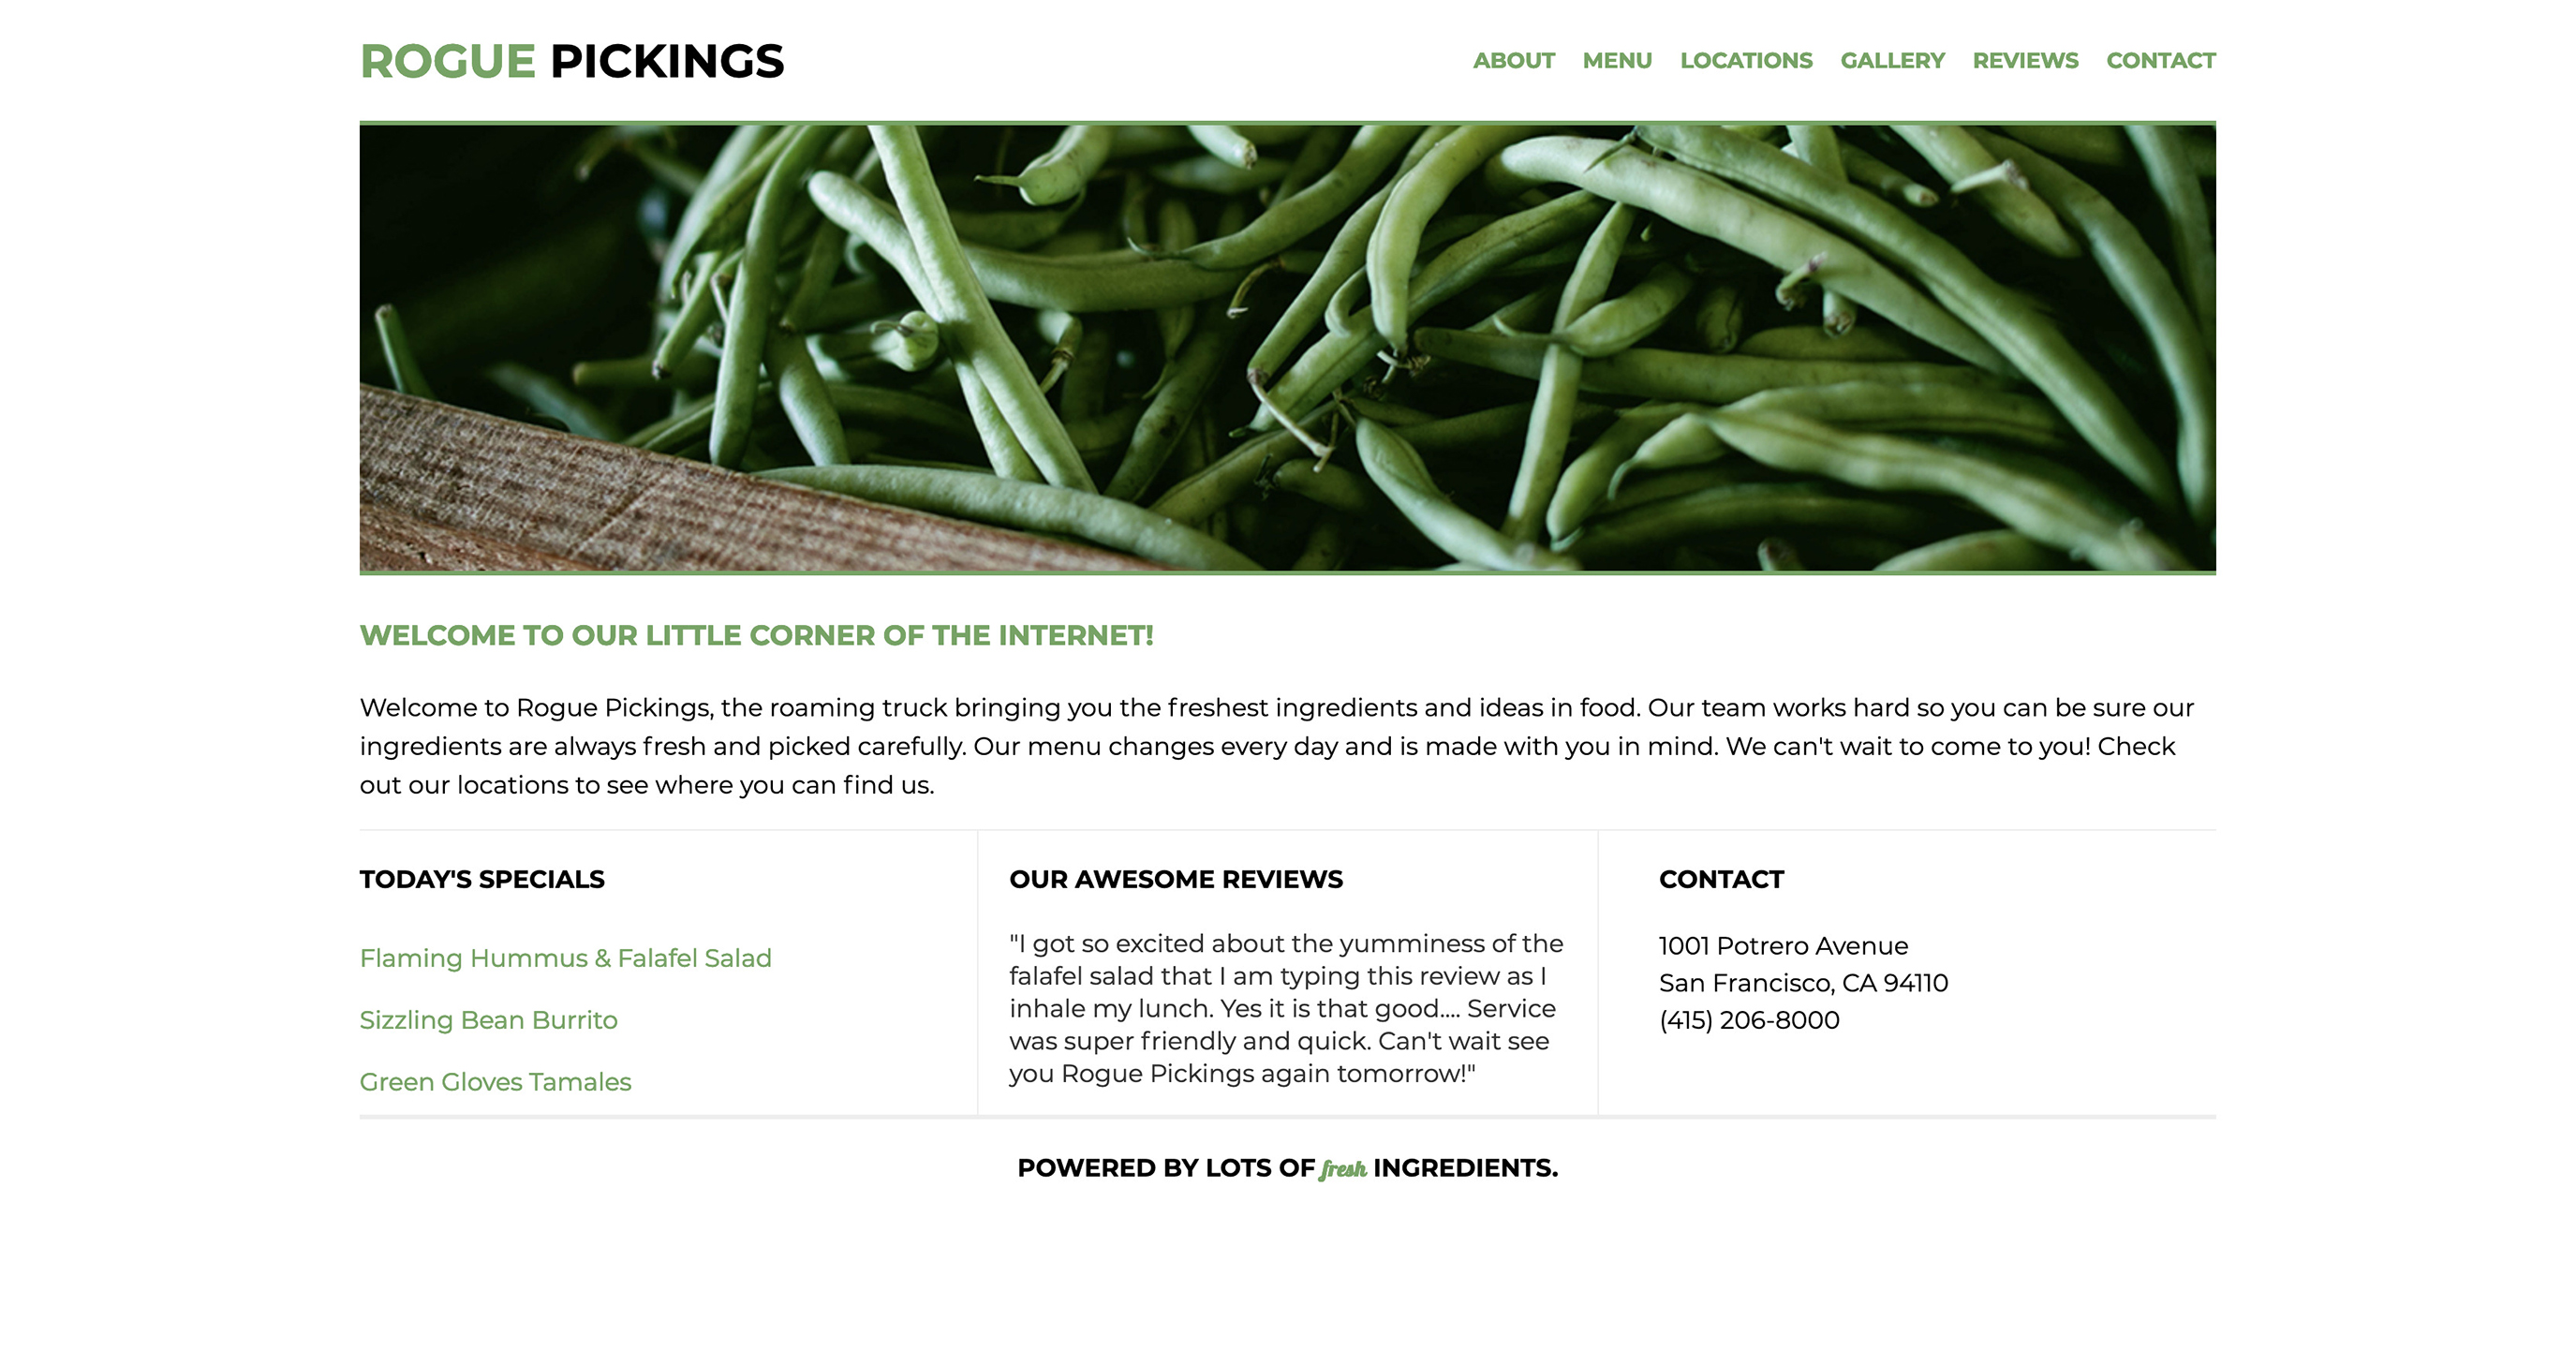 ROGUE PICKINGS
ABOUT MENU LOCATIONS GALLERY REVIEWS CONTACT
WELCOME TO OUR LITTLE CORNER OF THE INTERNET!
Welcome to Rogue Pickings, the roaming truck bringing you the freshest ingredients and ideas in food. Our team works hard so you can be sure our
ingredients are always fresh and picked carefully. Our menu changes every day and is made with you in mind. We can't wait to come to you! Check
out our locations to see where you can find us.
TODAY'S SPECIALS
Flaming Hummus & Falafel Salad
Sizzling Bean Burrito
Green Gloves Tamales
OUR AWESOME REVIEWS
"I got so excited about the yumminess of the
falafel salad that I am typing this review as I
inhale my lunch. Yes it is that good.... Service
was super friendly and quick. Can't wait see
you Rogue Pickings again tomorrow!"
CONTACT
1001 Potrero Avenue
San Francisco, CA 94110
(415) 206-8000
POWERED BY LOTS OF fresh INGREDIENTS.